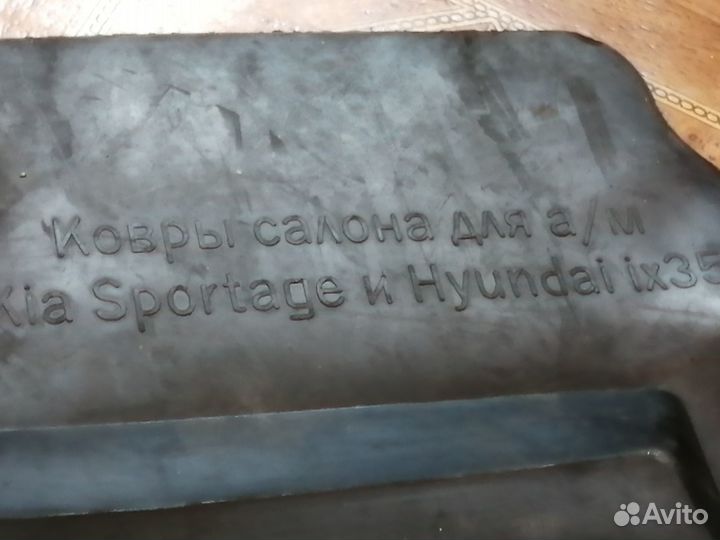 Ковры салона для а/м
Kia Sportage и Hyundai ix35
Avito